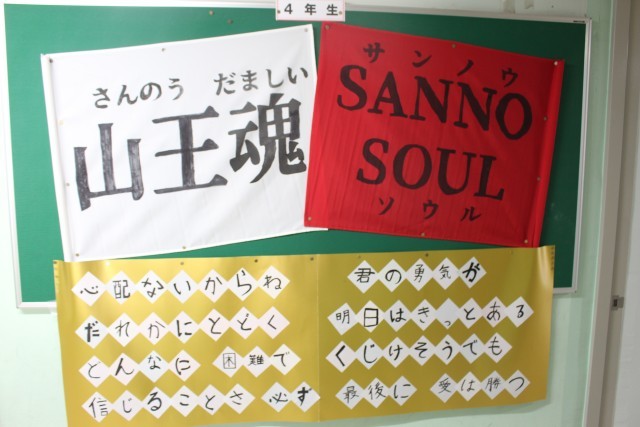 4年生
さんのう だましい
山王魂
サンノウ
SANNO
SOUL
ソウル
心配ないからね
だれかにとどく
どんなに 困難で
信じることさ 必ず
君の勇気が
明日はきっとある
くじけそうでも
最後に 愛は勝つ